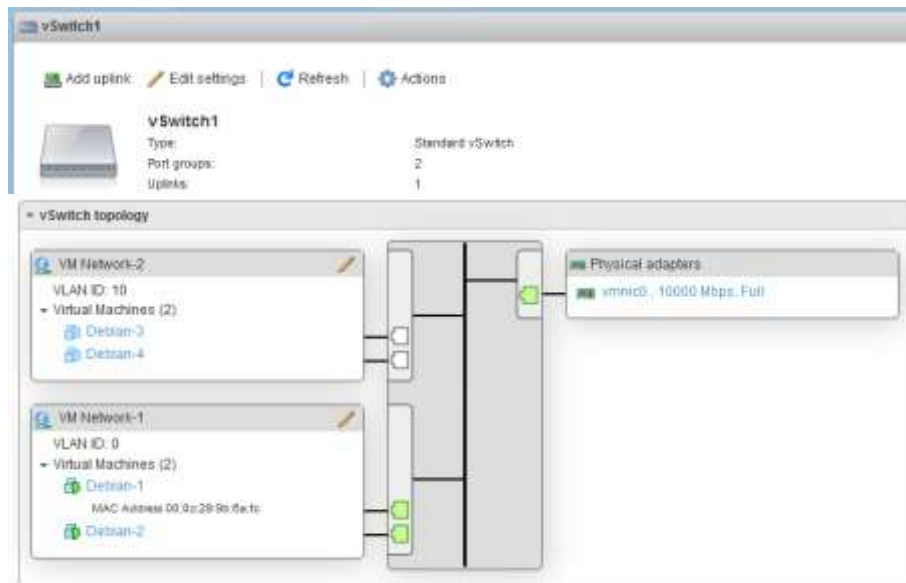 vSwitch1
Add uplink Edit settings Refresh Actions
vSwitch1
Type: Standard vSwitch
Port groups: 2
Uplinks: 1
vSwitch topology
VM Network-2
VLAN ID: 10
Virtual Machines (2)
Debian-3
Debian-4
Physical adapters
vmnic0 , 10000 Mbps, Full
VM Network-1
VLAN ID: 0
Virtual Machines (2)
Debian-1
MAC Address
Debian-2